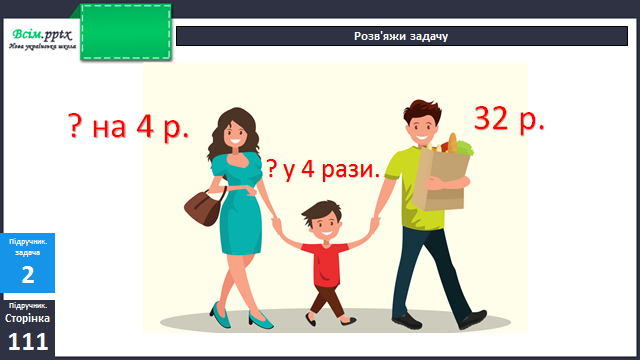 Всім.pptx
Нова українська школа
Розв'яжи задачу
? на 4 р.
32 р.
? у 4 рази.
Підручник.
задача
2
Підручник.
Сторінка
111